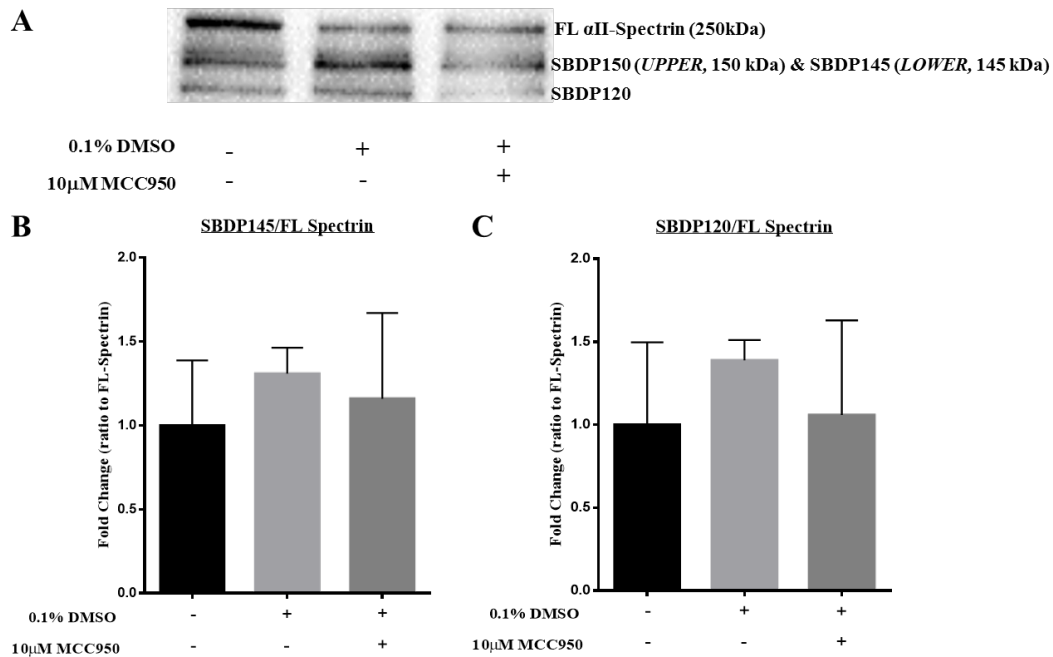 A
FL αII-Spectrin (250kDa)
SBDP150 (UPPER, 150 kDa) & SBDP145 (LOWER, 145 kDa)
SBDP120
0.1% DMSO - + +
10µM MCC950 - - +
B
SBDP145/FL Spectrin
Fold Change (ratio to FL-Spectrin)
2.0
1.5
1.0
0.5
0.0
0.1% DMSO - + +
10µM MCC950 - - +
C
SBDP120/FL Spectrin
Fold Change (ratio to FL-Spectrin)
2.0
1.5
1.0
0.5
0.0
0.1% DMSO - + +
10µM MCC950 - - +